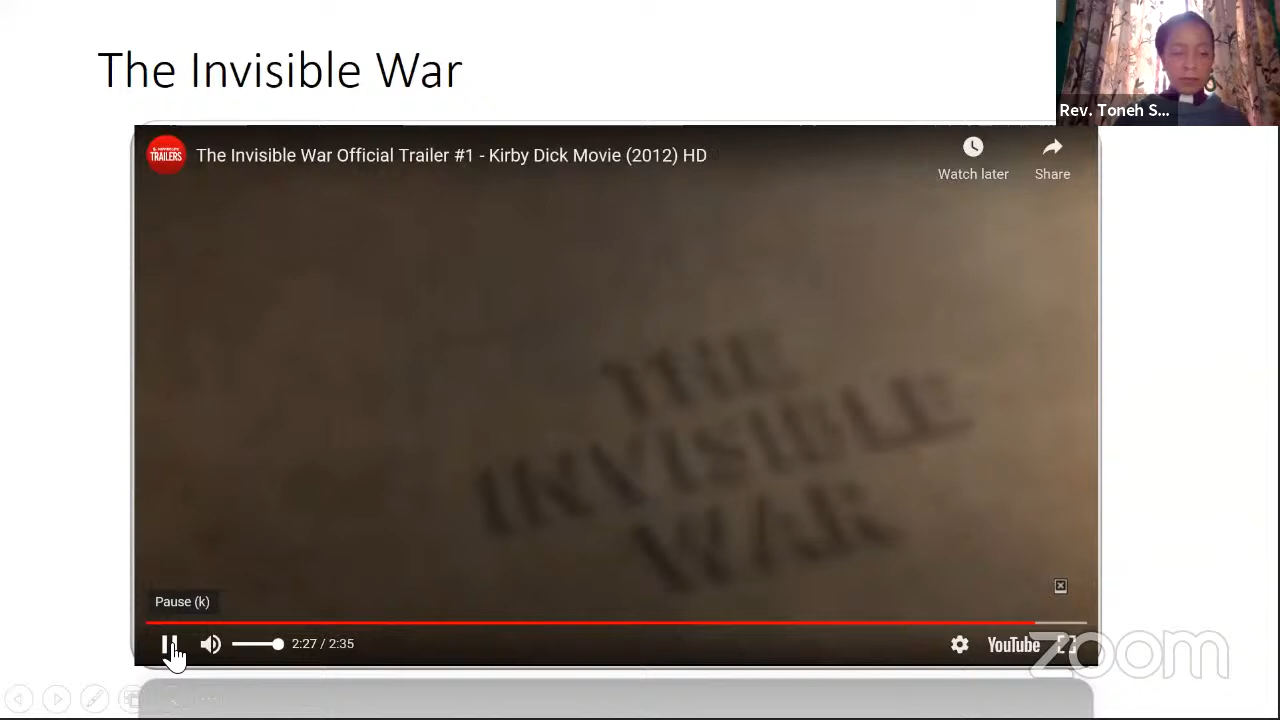 The Invisible War
Rev. Toneh S...
TRAILERS
The Invisible War Official Trailer #1 - Kirby Dick Movie (2012) HD
Watch later
Share
THE
INVISIBLE
WAR
Pause (k)
2:27 / 2:35
YouTube
zoom